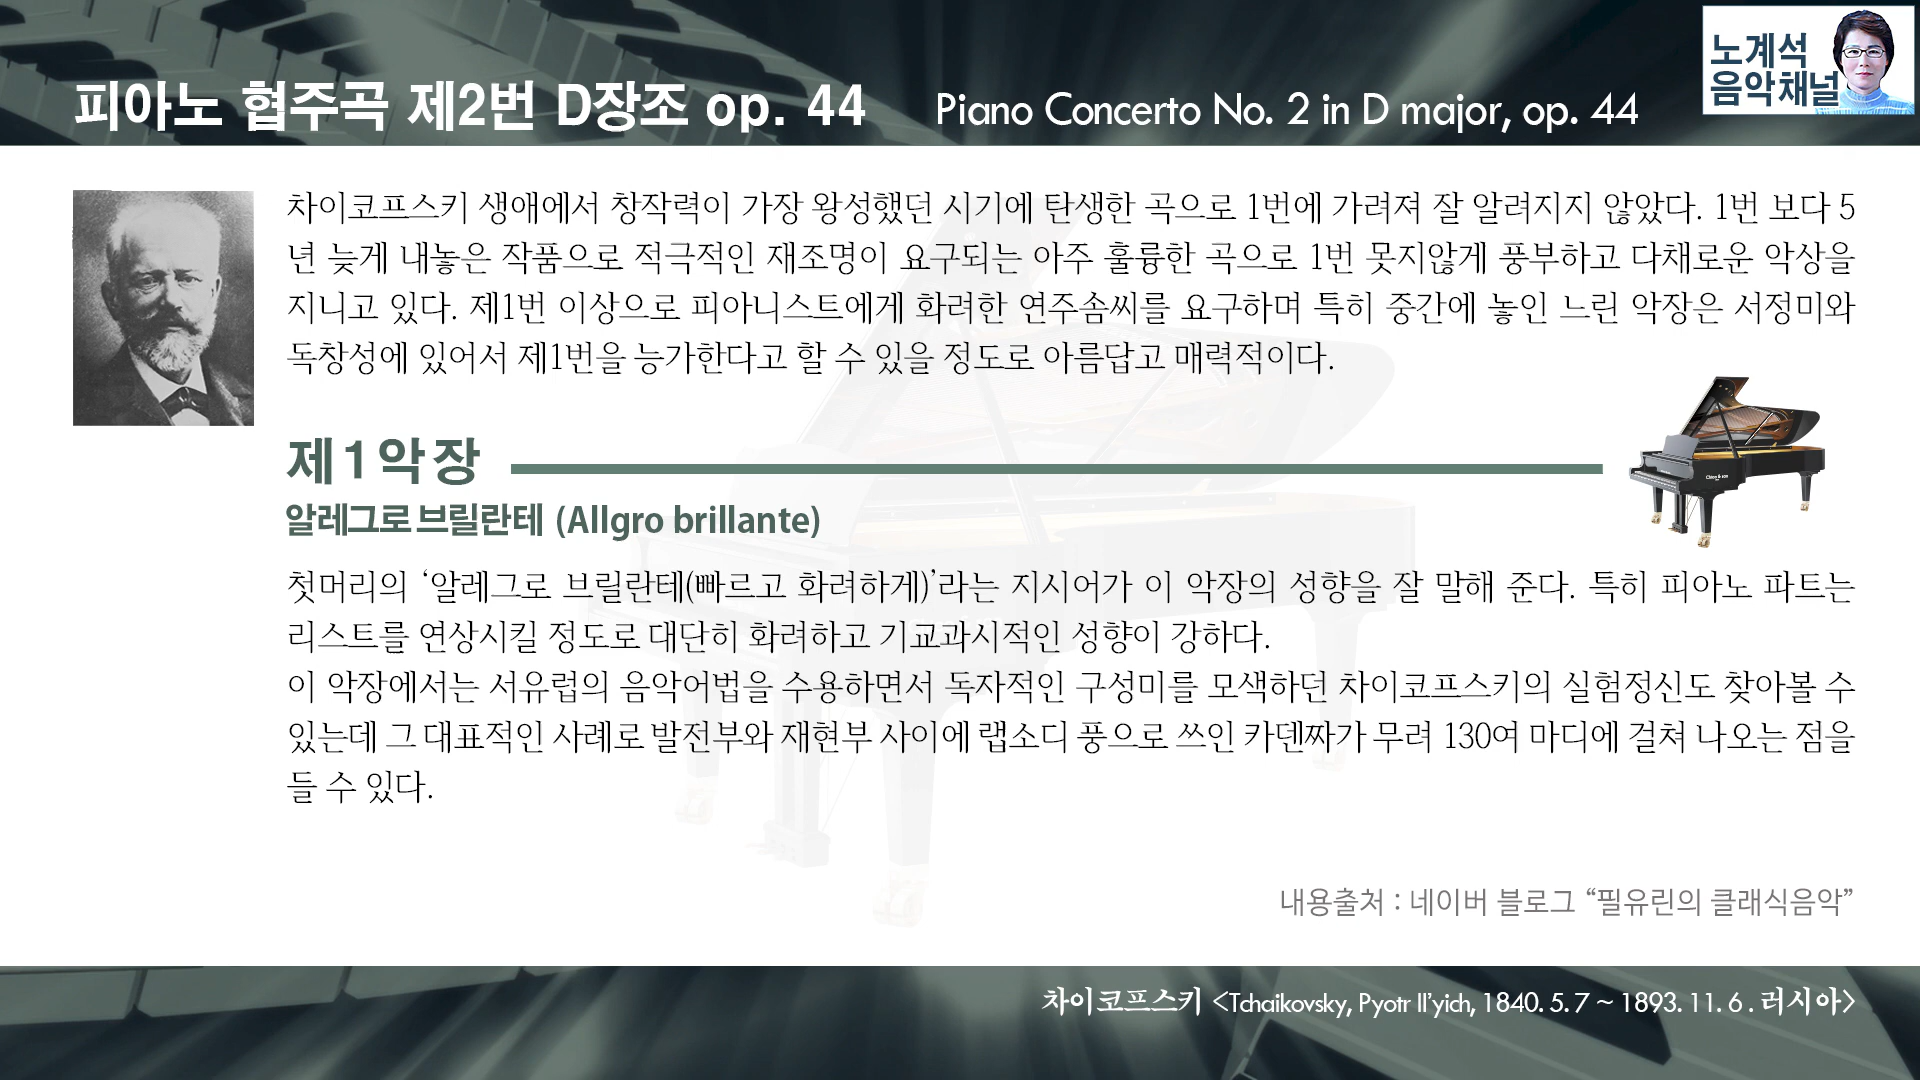 피아노 협주곡 제2번 D장조 op. 44 Piano Concerto No. 2 in D major, op. 44
노계석
음악채널
차이코프스키 생애에서 창작력이 가장 왕성했던 시기에 탄생한 곡으로 1번에 가려져 잘 알려지지 않았다. 1번 보다 5
년 늦게 내놓은 작품으로 적극적인 재조명이 요구되는 아주 훌륭한 곡으로 1번 못지않게 풍부하고 다채로운 악상을
지니고 있다. 제1번 이상으로 피아니스트에게 화려한 연주솜씨를 요구하며 특히 중간에 놓인 느린 악장은 서정미와
독창성에 있어서 제1번을 능가한다고 할 수 있을 정도로 아름답고 매력적이다.
제1악장
알레그로 브릴란테 (Allgro brillante)
첫머리의 ‘알레그로 브릴란테(빠르고 화려하게)’라는 지시어가 이 악장의 성향을 잘 말해 준다. 특히 피아노 파트는
리스트를 연상시킬 정도로 대단히 화려하고 기교과시적인 성향이 강하다.
이 악장에서는 서유럽의 음악어법을 수용하면서 독자적인 구성미를 모색하던 차이코프스키의 실험정신도 찾아볼 수
있는데 그 대표적인 사례로 발전부와 재현부 사이에 랩소디 풍으로 쓰인 카덴짜가 무려 130여 마디에 걸쳐 나오는 점을
들 수 있다.
내용출처 : 네이버 블로그 “필유린의 클래식음악”
차이코프스키 <Tchaikovsky, Pyotr Il’yich, 1840. 5. 7 ~ 1893. 11. 6 . 러시아>